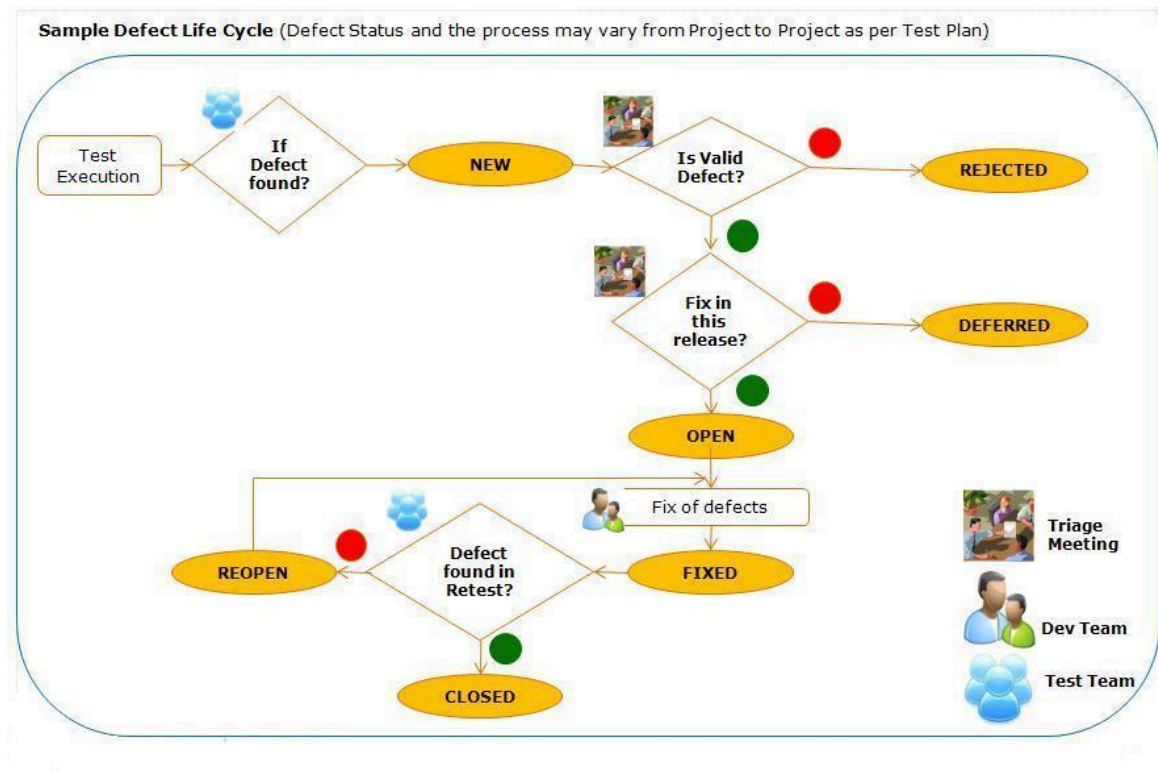 Sample Defect Life Cycle (Defect Status and the process may vary from Project to Project as per Test Plan)
Test
Execution
If
Defect
found?
NEW
Is Valid
Defect?
REJECTED
Fix in
this
release?
DEFERRED
OPEN
Fix of defects
REOPEN
Defect
found in
Retest?
FIXED
CLOSED
Triage
Meeting
Dev Team
Test Team